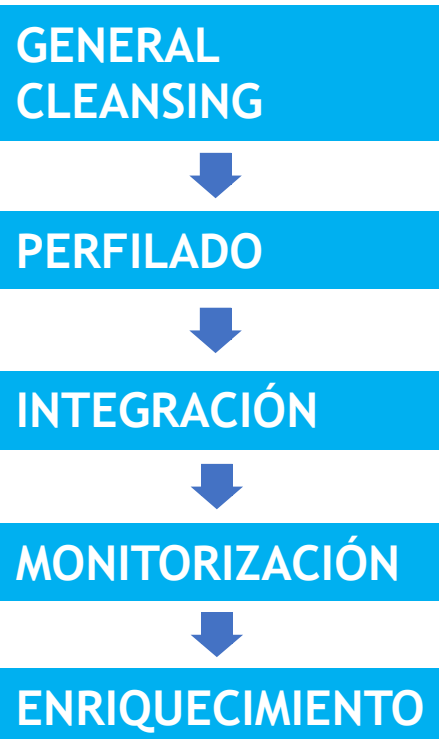 GENERAL
CLEANSING
PERFILADO
INTEGRACIÓN
MONITORIZACIÓN
ENRIQUECIMIENTO